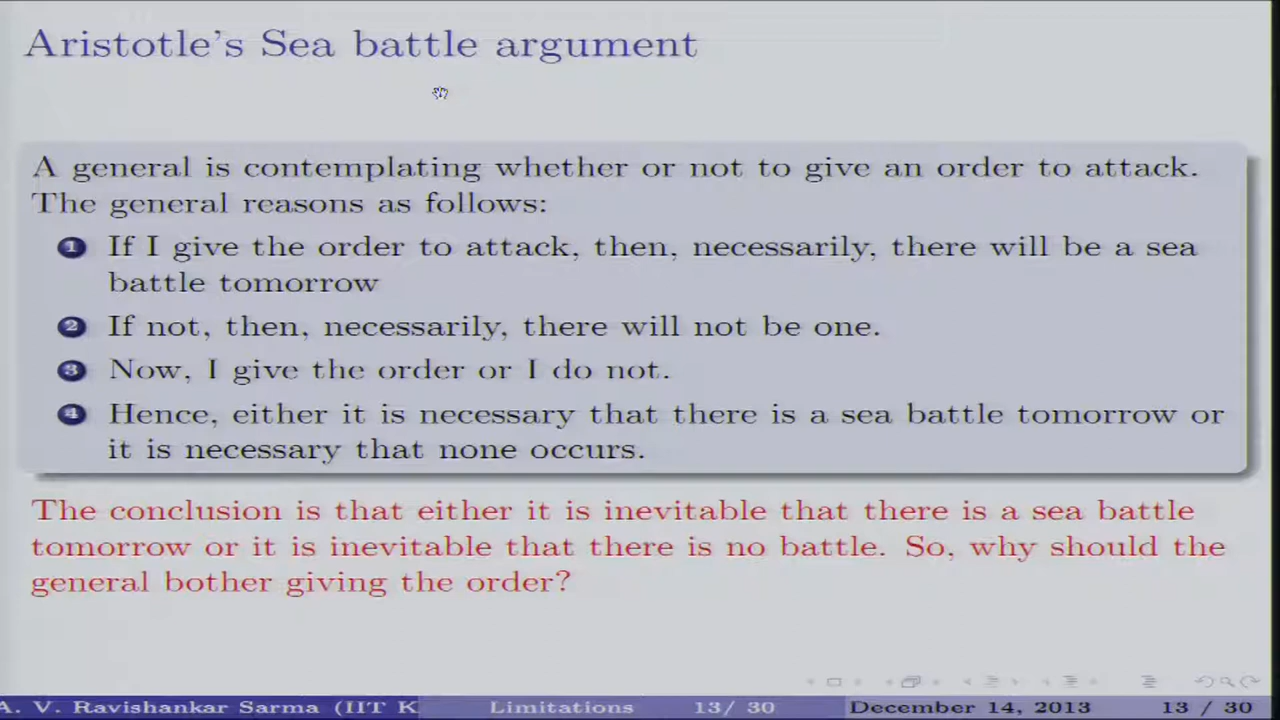 Aristotle's Sea battle argument
A general is contemplating whether or not to give an order to attack.
The general reasons as follows:
1 If I give the order to attack, then, necessarily, there will be a sea
battle tomorrow
2 If not, then, necessarily, there will not be one.
3 Now, I give the order or I do not.
4 Hence, either it is necessary that there is a sea battle tomorrow or
it is necessary that none occurs.
The conclusion is that either it is inevitable that there is a sea battle
tomorrow or it is inevitable that there is no battle. So, why should the
general bother giving the order?
A. V. Ravishankar Sarma (IIT K Limitations 13/ 30 December 14, 2013 13 / 30